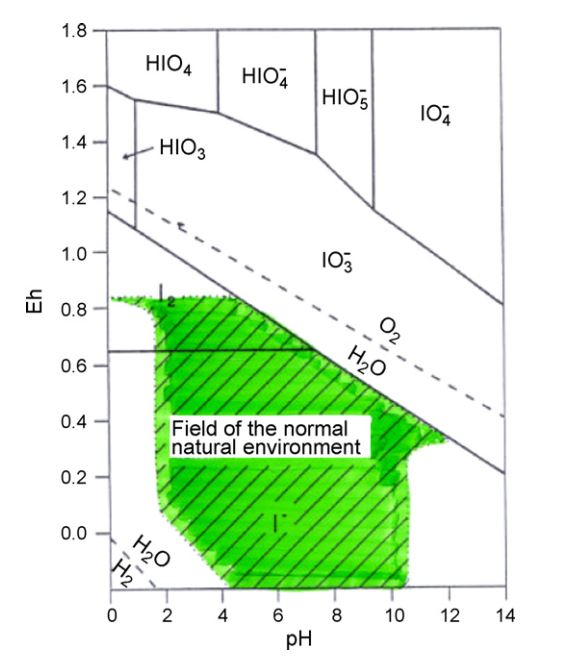 1.8
HIO₄
HIO₄⁻
HIO₅⁻
IO₄⁻
1.6
1.4
HIO₃
1.2
1.0
IO₃⁻
Eh
0.8
I₂
O₂
H₂O
0.6
0.4
Field of the normal
natural environment
0.2
I⁻
0.0
H₂O
H₂
0 2 4 6 8 10 12 14
pH